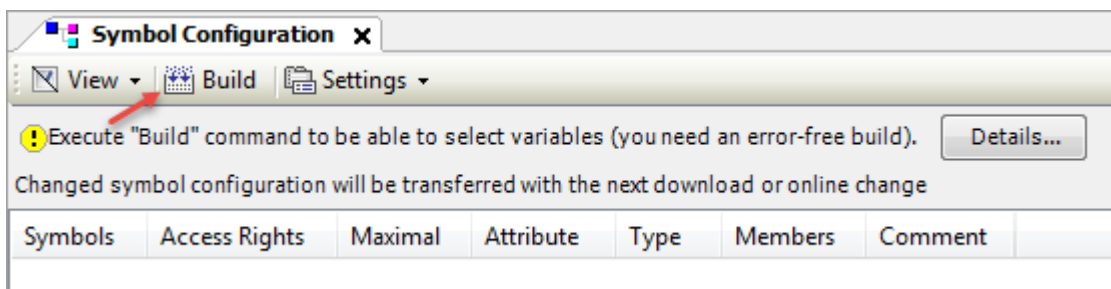 Symbol Configuration
View Build Settings
Execute "Build" command to be able to select variables (you need an error-free build). Details...
Changed symbol configuration will be transferred with the next download or online change
Symbols Access Rights Maximal Attribute Type Members Comment